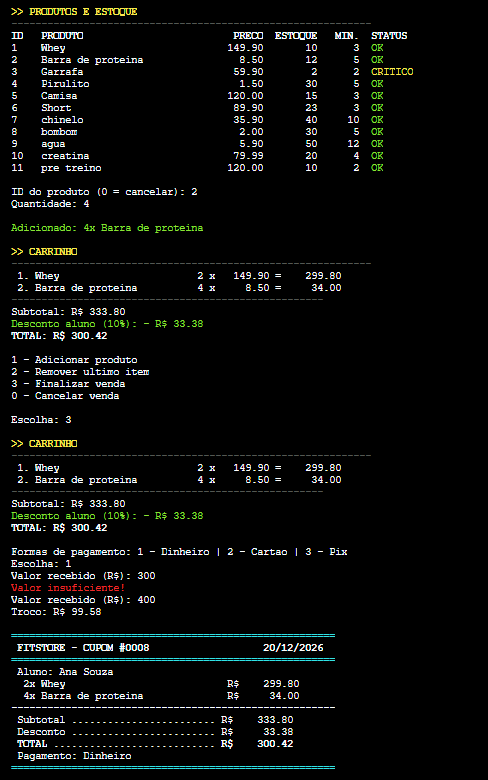 >> PRODUTOS E ESTOQUE
------------------------------------------------------------
ID   PRODUTO                         PRECO  ESTOQUE   MIN.  STATUS
1    Whey                           149.90       10      3  OK
2    Barra de proteina                8.50       12      5  OK
3    Garrafa                         59.90        2      2  CRITICO
4    Pirulito                         1.50       30      5  OK
5    Camisa                         120.00       15      3  OK
6    Short                           89.90       23      3  OK
7    chinelo                         35.90       40     10  OK
8    bombom                           2.00       30      5  OK
9    agua                             5.90       50     12  OK
10   creatina                        79.99       20      4  OK
11   pre treino                     120.00       10      2  OK
ID do produto (0 = cancelar): 2
Quantidade: 4
Adicionado: 4x Barra de proteina
>> CARRINHO
------------------------------------------------------------
1. Whey                       2 x   149.90 =    299.80
2. Barra de proteina          4 x     8.50 =     34.00
----------------------------------------------------
Subtotal: R$ 333.80
Desconto aluno (10%): - R$ 33.38
TOTAL: R$ 300.42
1 - Adicionar produto
2 - Remover ultimo item
3 - Finalizar venda
0 - Cancelar venda
Escolha: 3
>> CARRINHO
------------------------------------------------------------
1. Whey                       2 x   149.90 =    299.80
2. Barra de proteina          4 x     8.50 =     34.00
----------------------------------------------------
Subtotal: R$ 333.80
Desconto aluno (10%): - R$ 33.38
TOTAL: R$ 300.42
Formas de pagamento: 1 - Dinheiro | 2 - Cartao | 3 - Pix
Escolha: 1
Valor recebido (R$): 300
Valor insuficiente!
Valor recebido (R$): 400
Troco: R$ 99.58
======================================================
FITSTORE - CUPOM #0008                   20/12/2026
======================================================
Aluno: Ana Souza
2x Whey                           R$    299.80
4x Barra de proteina              R$     34.00
------------------------------------------------------
Subtotal ........................ R$    333.80
Desconto ........................ R$     33.38
TOTAL ........................... R$    300.42
Pagamento: Dinheiro
======================================================